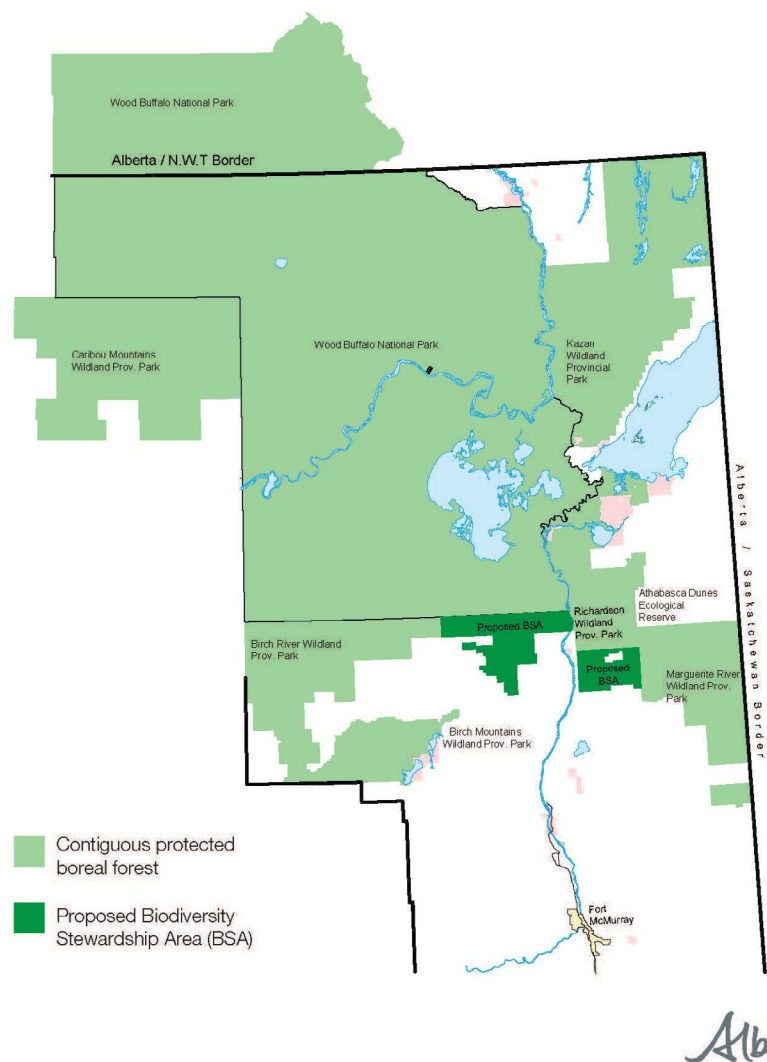 Wood Buffalo National Park
Alberta / N.W.T Border
Wood Buffalo National Park
Kazan
Wildland
Provincial
Park
Caribou Mountains
Wildland Prov. Park
Alberta / Saskatchewan Border
Athabasca Dunes
Ecological
Reserve
Richardson
Wildland
Prov. Park
Proposed BSA
Birch River Wildland
Prov. Park
Proposed
BSA
Marguerite River
Wildland Prov.
Park
Birch Mountains
Wildland Prov. Park
Contiguous protected
boreal forest
Proposed Biodiversity
Stewardship Area (BSA)
Fort
McMurray
Alb